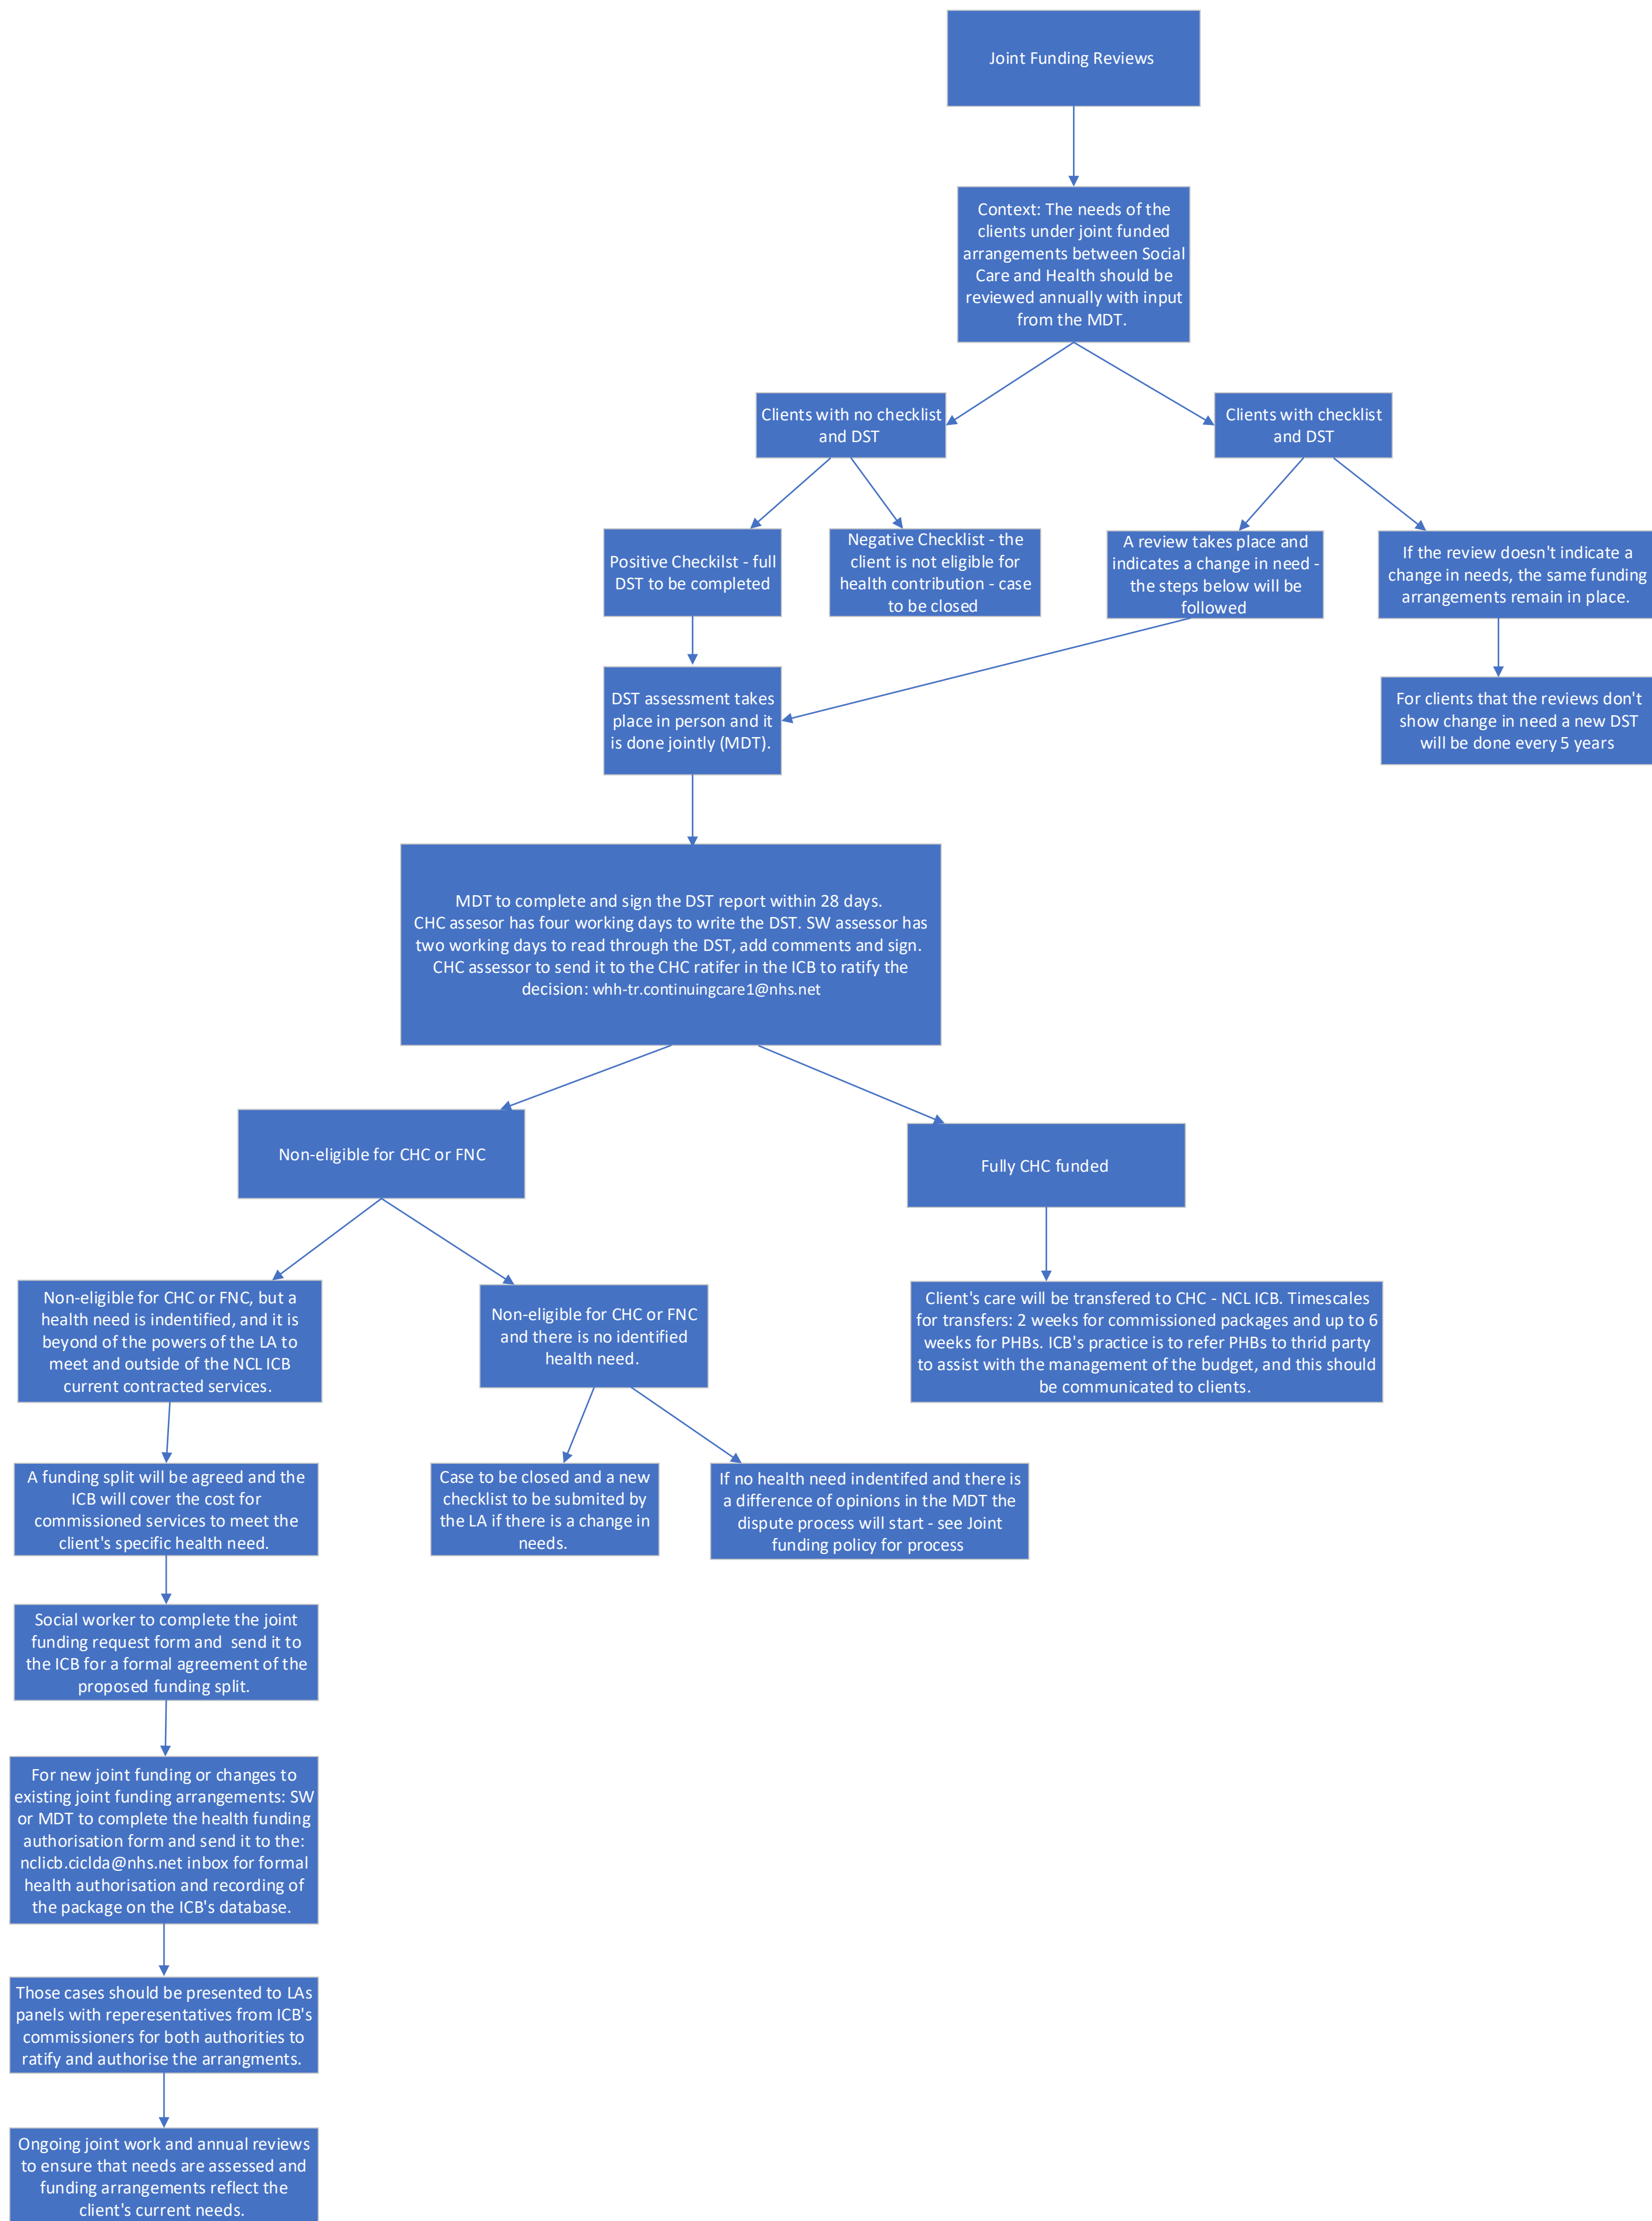 Joint Funding Reviews
Context: The needs of the
clients under joint funded
arrangements between Social
Care and Health should be
reviewed annually with input
from the MDT.
Clients with no checklist
and DST
Clients with checklist
and DST
Positive Checkilst - full
DST to be completed
Negative Checklist - the
client is not eligible for
health contribution - case
to be closed
A review takes place and
indicates a change in need -
the steps below will be
followed
If the review doesn't indicate a
change in needs, the same funding
arrangements remain in place.
DST assessment takes
place in person and it
is done jointly (MDT).
For clients that the reviews don't
show change in need a new DST
will be done every 5 years
MDT to complete and sign the DST report within 28 days.
CHC assesor has four working days to write the DST. SW assessor has
two working days to read through the DST, add comments and sign.
CHC assessor to send it to the CHC ratifer in the ICB to ratify the
decision: whh-tr.continuingcare1@nhs.net
Non-eligible for CHC or FNC
Fully CHC funded
Non-eligible for CHC or FNC, but a
health need is indentified, and it is
beyond of the powers of the LA to
meet and outside of the NCL ICB
current contracted services.
Non-eligible for CHC or FNC
and there is no identified
health need.
Client's care will be transfered to CHC - NCL ICB. Timescales
for transfers: 2 weeks for commissioned packages and up to 6
weeks for PHBs. ICB's practice is to refer PHBs to thrid party
to assist with the management of the budget, and this should
be communicated to clients.
A funding split will be agreed and the
ICB will cover the cost for
commissioned services to meet the
client's specific health need.
Case to be closed and a new
checklist to be submited by
the LA if there is a change in
needs.
If no health need indentifed and there is
a difference of opinions in the MDT the
dispute process will start - see Joint
funding policy for process
Social worker to complete the joint
funding request form and  send it to
the ICB for a formal agreement of the
proposed funding split.
For new joint funding or changes to
existing joint funding arrangements: SW
or MDT to complete the health funding
authorisation form and send it to the:
nclicb.ciclda@nhs.net inbox for formal
health authorisation and recording of
the package on the ICB's database.
Those cases should be presented to LAs
panels with reperesentatives from ICB's
commissioners for both authorities to
ratify and authorise the arrangments.
Ongoing joint work and annual reviews
to ensure that needs are assessed and
funding arrangements reflect the
client's current needs.